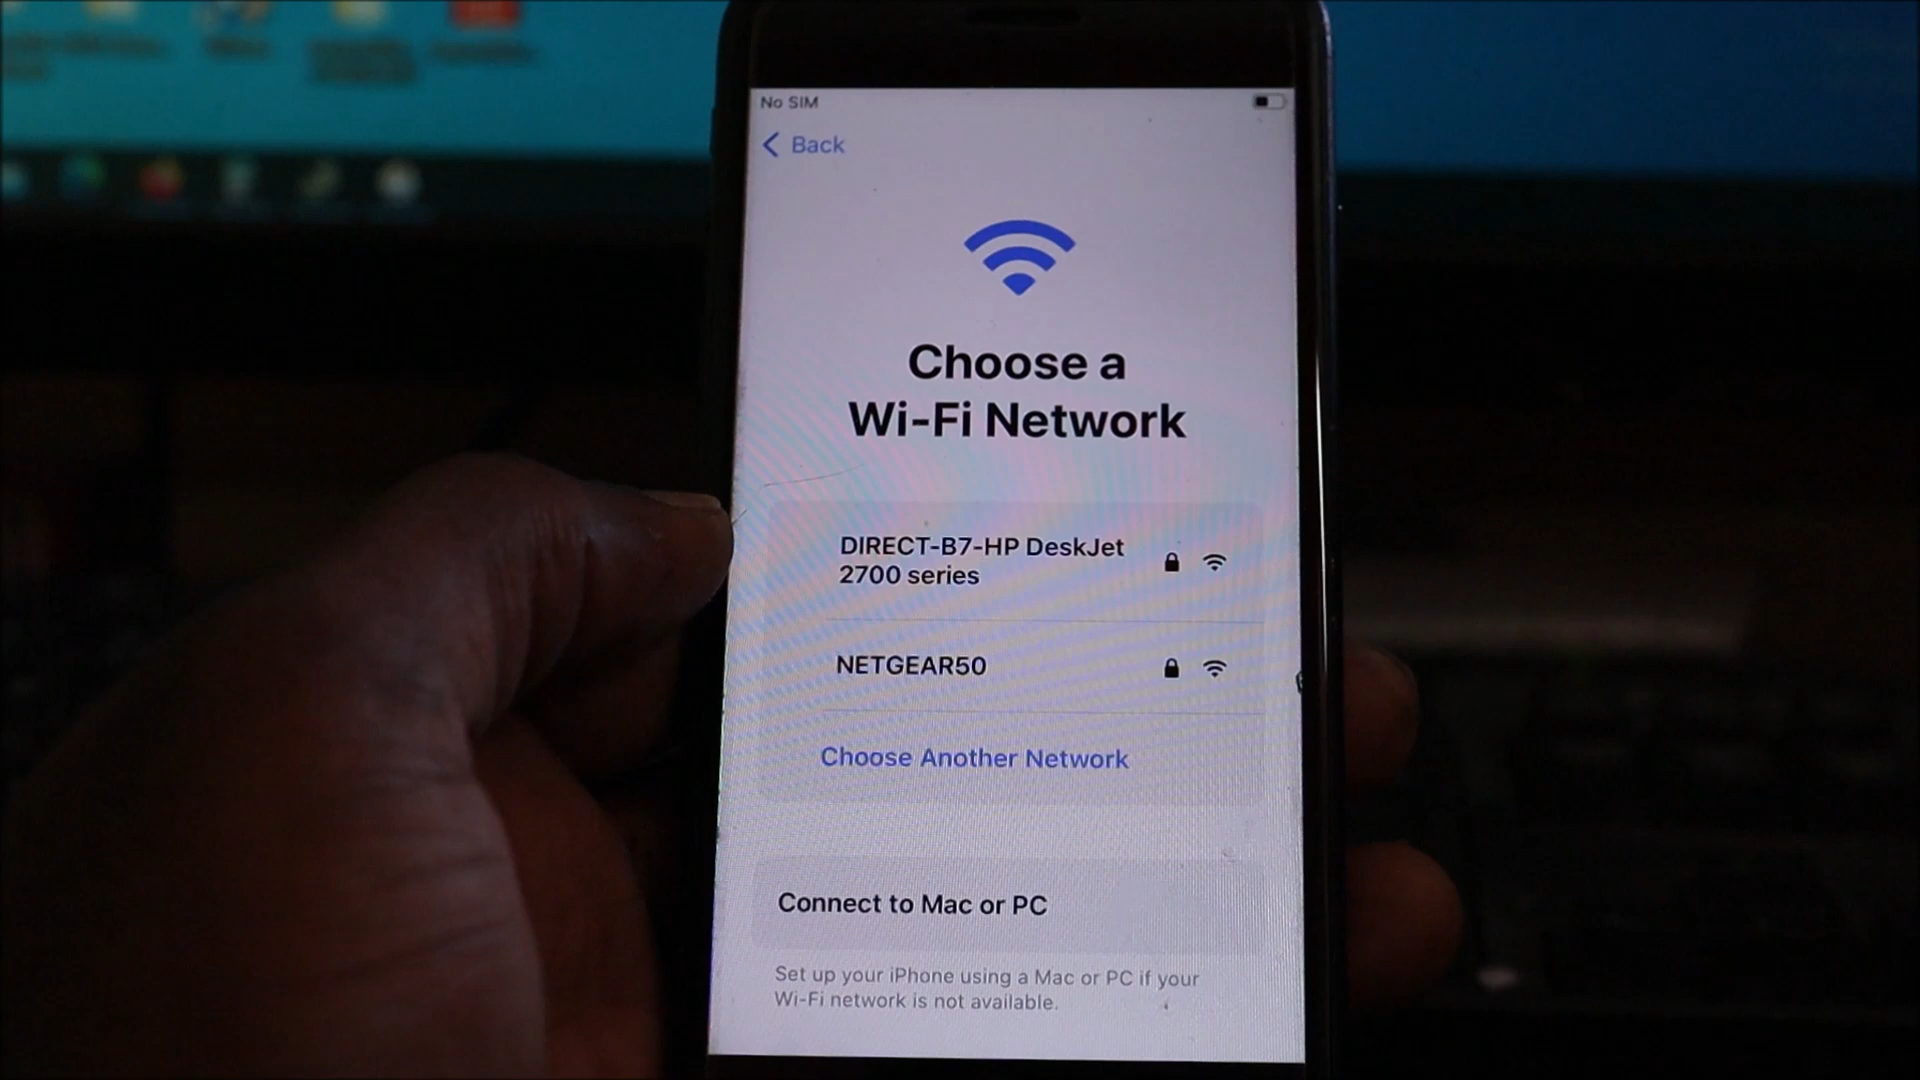 No SIM
Back
Choose a
Wi-Fi Network
DIRECT-B7-HP DeskJet
2700 series
NETGEAR50
Choose Another Network
Connect to Mac or PC
Set up your iPhone using a Mac or PC if your
Wi-Fi network is not available.